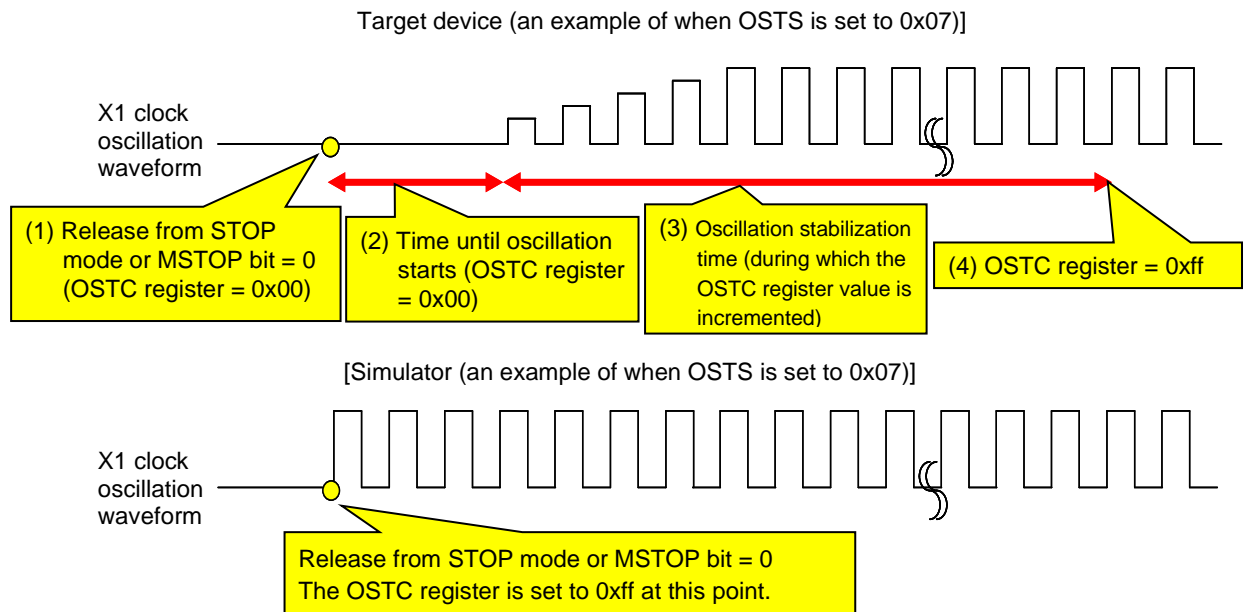 Target device (an example of when OSTS is set to 0x07)]
X1 clock
oscillation
waveform
(1) Release from STOP
mode or MSTOP bit = 0
(OSTC register = 0x00)
(2) Time until oscillation
starts (OSTC register
= 0x00)
(3) Oscillation stabilization
time (during which the
OSTC register value is
incremented)
(4) OSTC register = 0xff
[Simulator (an example of when OSTS is set to 0x07)]
X1 clock
oscillation
waveform
Release from STOP mode or MSTOP bit = 0
The OSTC register is set to 0xff at this point.